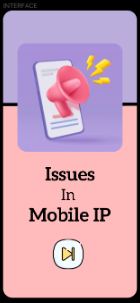 INTERFACE
Issues
In
Mobile IP